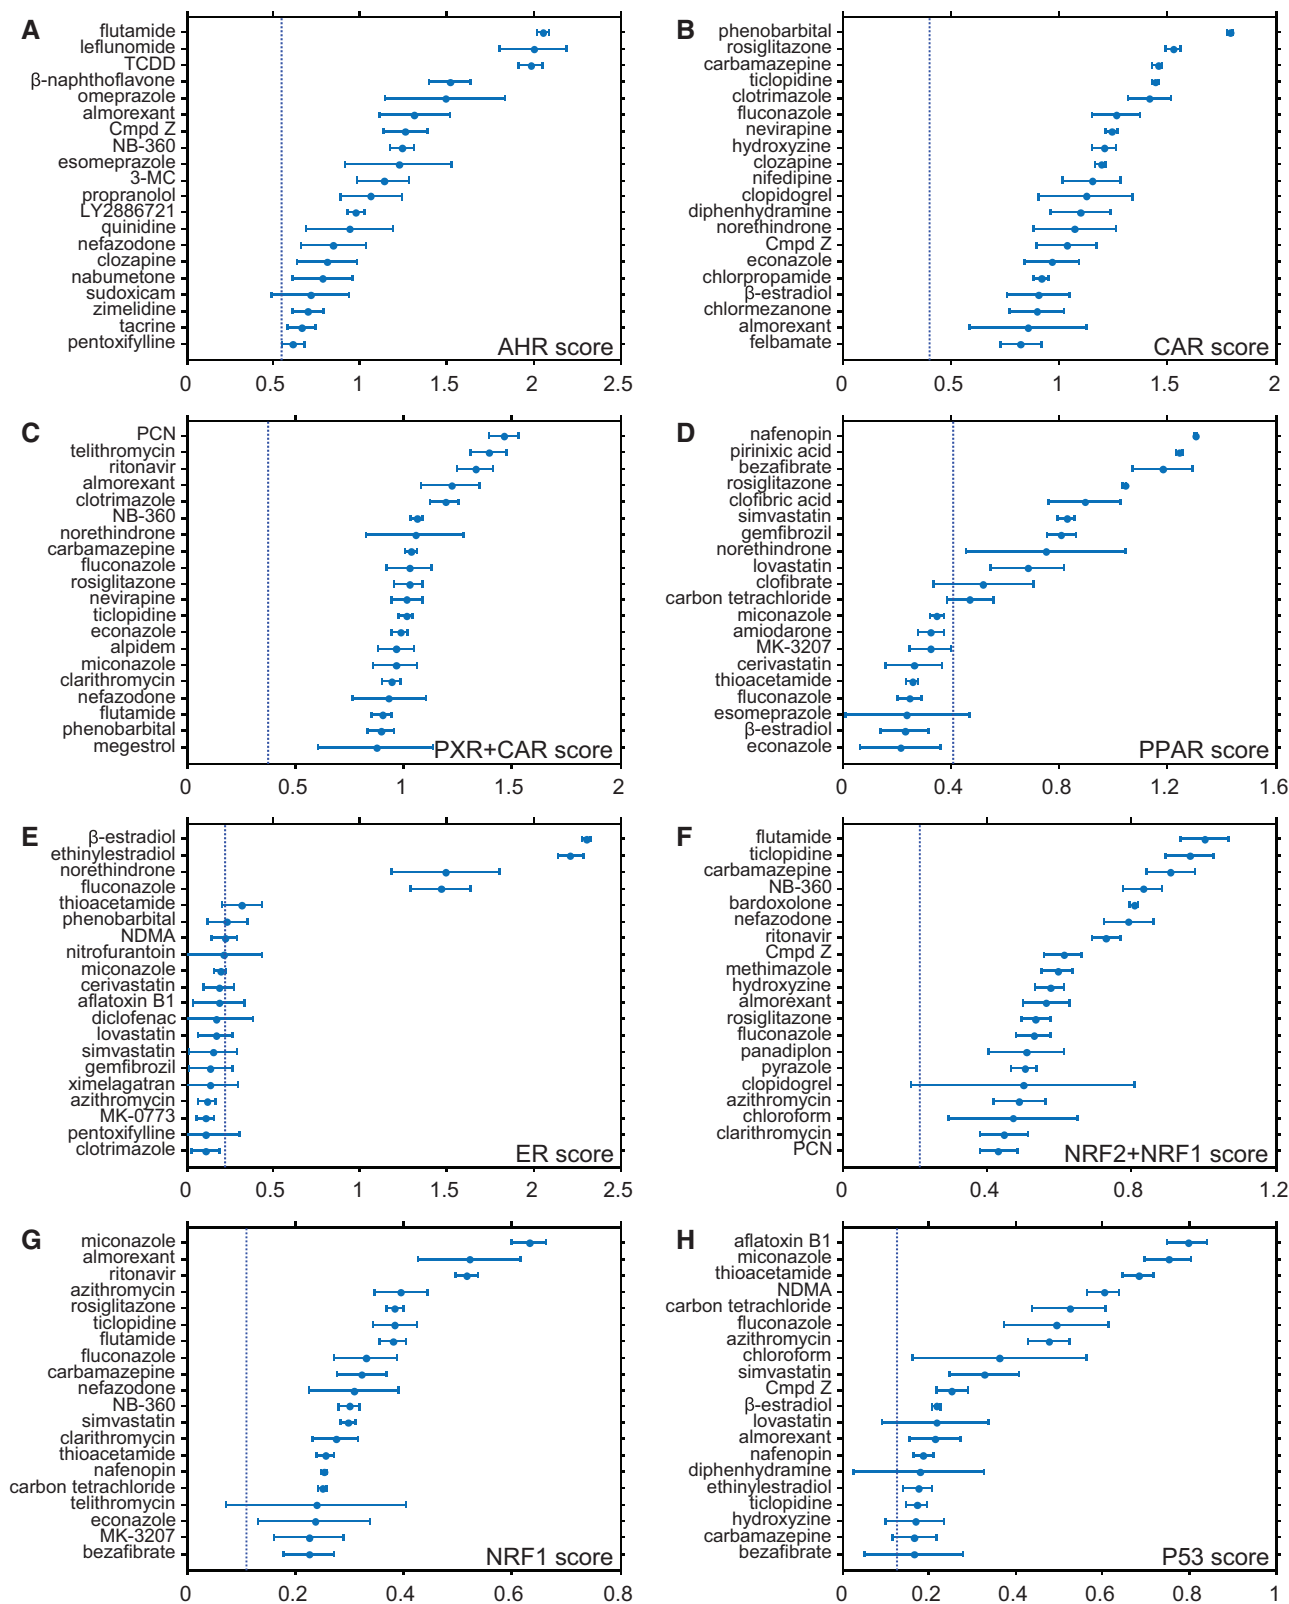 A
flutamide
leflunomide
TCDD
β-naphthoflavone
omeprazole
almorexant
Cmpd Z
NB-360
esomeprazole
3-MC
propranolol
LY2886721
quinidine
nefazodone
clozapine
nabumetone
sudoxicam
zimelidine
tacrine
pentoxifylline
AHR score
0 0.5 1 1.5 2 2.5
B
phenobarbital
rosiglitazone
carbamazepine
ticlopidine
clotrimazole
fluconazole
nevirapine
hydroxyzine
clozapine
nifedipine
clopidogrel
diphenhydramine
norethindrone
Cmpd Z
econazole
chlorpropamide
β-estradiol
chlormezanone
almorexant
felbamate
CAR score
0 0.5 1 1.5 2
C
PCN
telithromycin
ritonavir
almorexant
clotrimazole
NB-360
norethindrone
carbamazepine
fluconazole
rosiglitazone
nevirapine
ticlopidine
econazole
alpidem
miconazole
clarithromycin
nefazodone
flutamide
phenobarbital
megestrol
PXR+CAR score
0 0.5 1 1.5 2
D
nafenopin
pirinixic acid
bezafibrate
rosiglitazone
clofibric acid
simvastatin
gemfibrozil
norethindrone
lovastatin
clofibrate
carbon tetrachloride
miconazole
amiodarone
MK-3207
cerivastatin
thioacetamide
fluconazole
esomeprazole
β-estradiol
econazole
PPAR score
0 0.4 0.8 1.2 1.6
E
β-estradiol
ethinylestradiol
norethindrone
fluconazole
thioacetamide
phenobarbital
NDMA
nitrofurantoin
miconazole
cerivastatin
aflatoxin B1
diclofenac
lovastatin
simvastatin
gemfibrozil
ximelagatran
azithromycin
MK-0773
pentoxifylline
clotrimazole
ER score
0 0.5 1 1.5 2 2.5
F
flutamide
ticlopidine
carbamazepine
NB-360
bardoxolone
nefazodone
ritonavir
Cmpd Z
methimazole
hydroxyzine
almorexant
rosiglitazone
fluconazole
panadiplon
pyrazole
clopidogrel
azithromycin
chloroform
clarithromycin
PCN
NRF2+NRF1 score
0 0.4 0.8 1.2
G
miconazole
almorexant
ritonavir
azithromycin
rosiglitazone
ticlopidine
flutamide
fluconazole
carbamazepine
nefazodone
NB-360
simvastatin
clarithromycin
thioacetamide
nafenopin
carbon tetrachloride
telithromycin
econazole
MK-3207
bezafibrate
NRF1 score
0 0.2 0.4 0.6 0.8
H
aflatoxin B1
miconazole
thioacetamide
NDMA
carbon tetrachloride
fluconazole
azithromycin
chloroform
simvastatin
Cmpd Z
β-estradiol
lovastatin
almorexant
nafenopin
diphenhydramine
ethinylestradiol
ticlopidine
hydroxyzine
carbamazepine
bezafibrate
P53 score
0 0.2 0.4 0.6 0.8 1